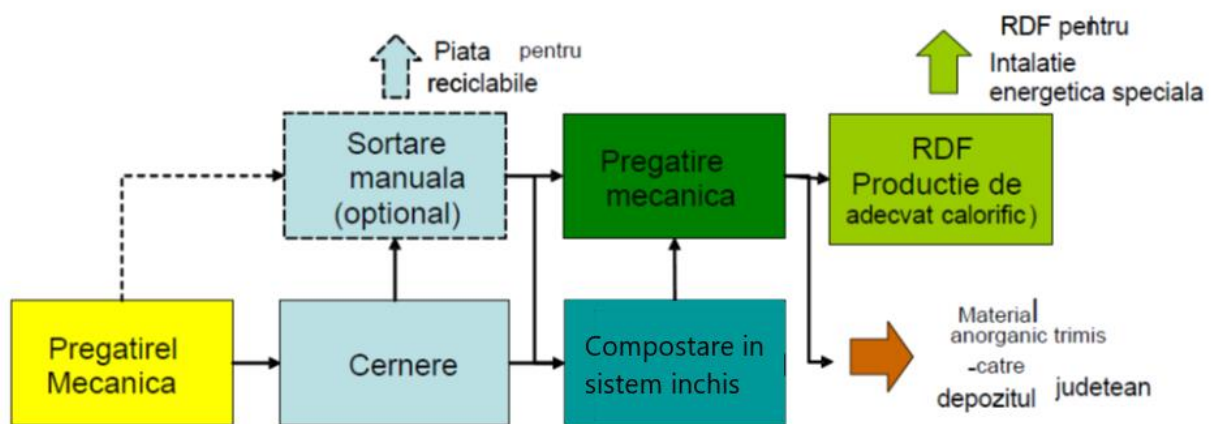 Piata pentru
reciclabile
RDF pentru
Intalatie
energetica speciala
Sortare
manuala
(optional)
Pregatire
mecanica
RDF
Productie de
adecvat calorific)
Pregatirel
Mecanica
Cernere
Compostare in
sistem inchis
Material
anorganic trimis
-catre
depozitul judetean